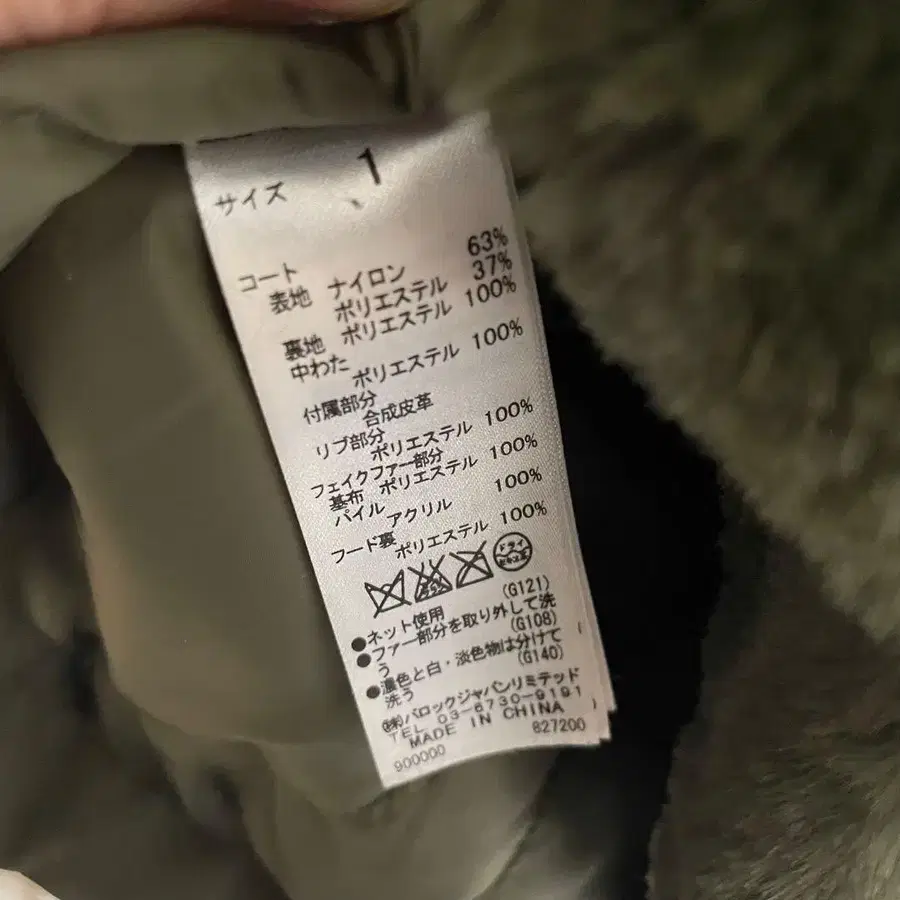 サイズ 1
コート
表地 ナイロン 63%
ポリエステル 37%
裏地 ポリエステル 100%
中わた
ポリエステル 100%
付属部分
合成皮革
リブ部分
ポリエステル 100%
フェイクファー部分
基布 ポリエステル 100%
パイル アクリル 100%
フード裏
ポリエステル 100%
ドライ
(G121)
●ネット使用
●ファー部分を取り外して洗う
(G108)
●濃色と白・淡色物は分けて洗う
(G140)
㈱バロックジャパンリミテッド
TEL 03-6730-9191
MADE IN CHINA
900000 827200